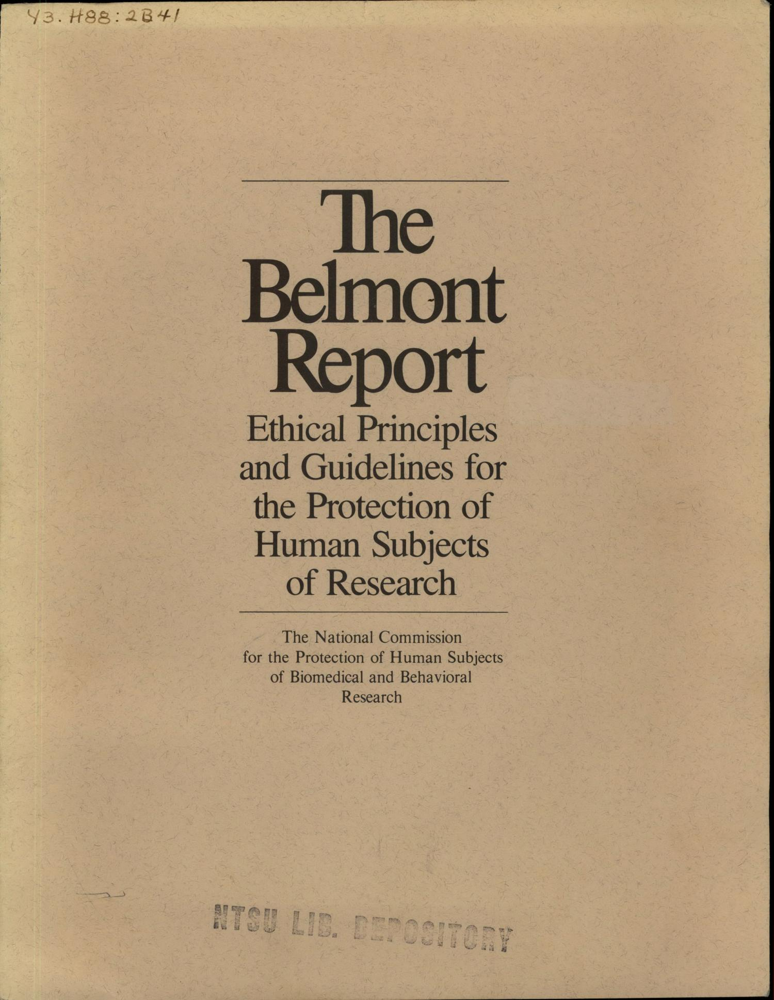 Y3. H88: 2B41
The
Belmont
Report
Ethical Principles
and Guidelines for
the Protection of
Human Subjects
of Research
The National Commission
for the Protection of Human Subjects
of Biomedical and Behavioral
Research
NTSU LIB. DEPOSITORY